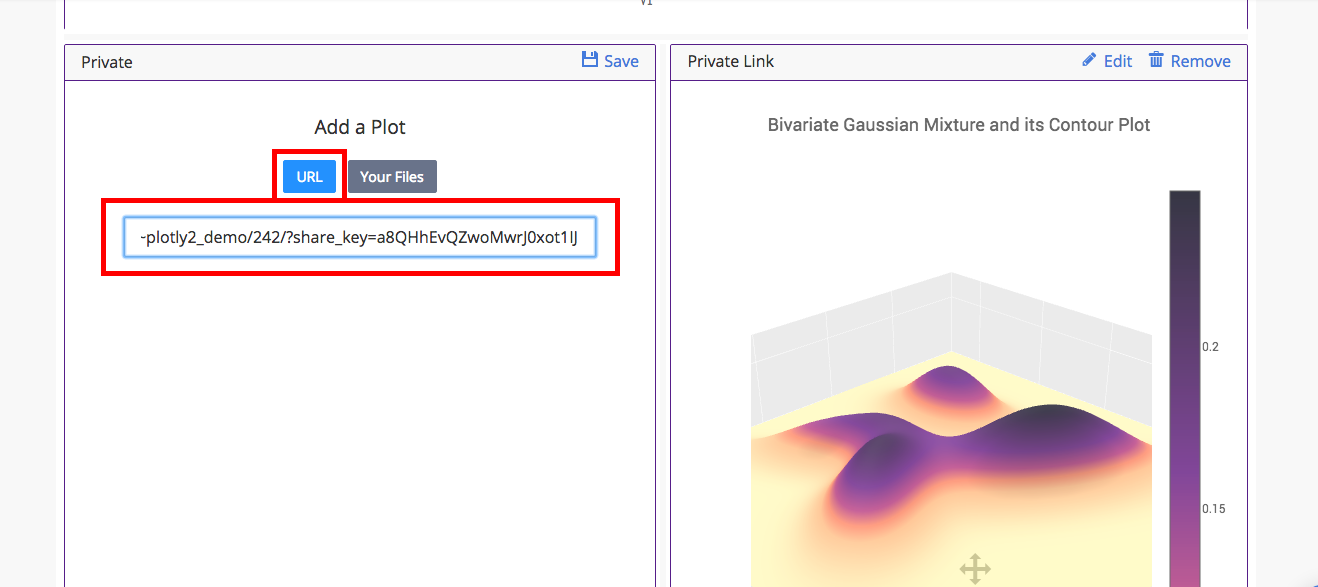 Private
Save
Add a Plot
URL
Your Files
~plotly2_demo/242/?share_key=a8QHhEvQZwoMwrJ0xot1IJ
Private Link
Edit
Remove
Bivariate Gaussian Mixture and its Contour Plot
0.2
0.15